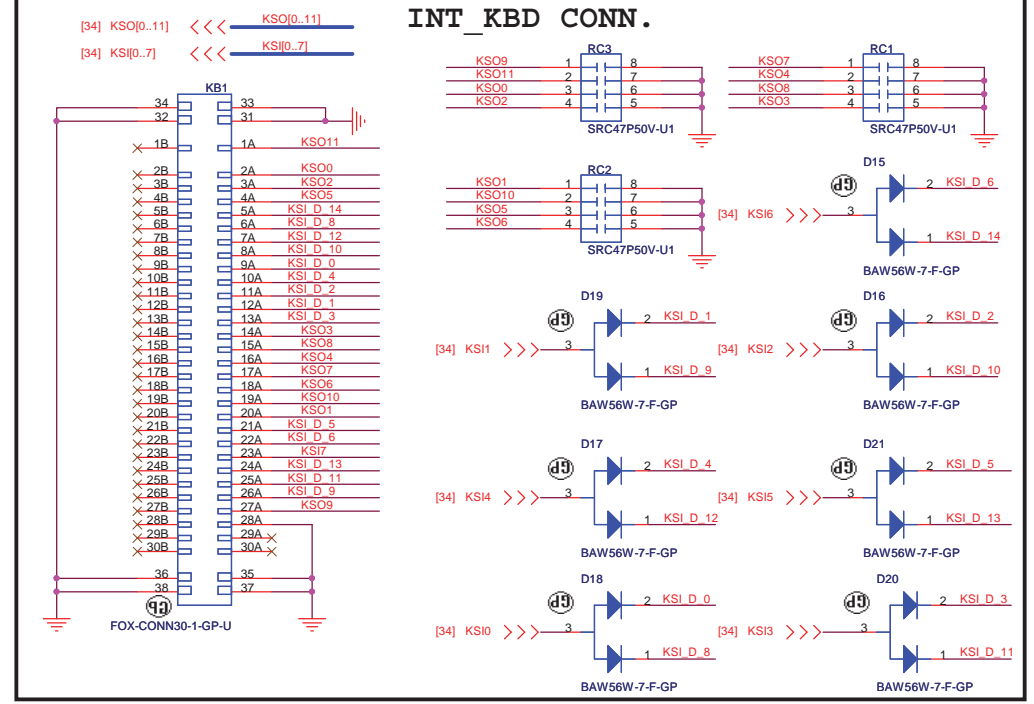 INT_KBD CONN.
[34] KSO[0..11] KSO[0..11]
[34] KSI[0..7] KSI[0..7]
KB1
34 33
32 31
1B 1A KSO11
2B 2A KSO0
3B 3A KSO2
4B 4A KSO5
5B 5A KSI_D_14
6B 6A KSI_D_8
7B 7A KSI_D_12
8B 8A KSI_D_10
9B 9A KSI_D_0
10B 10A KSI_D_4
11B 11A KSI_D_2
12B 12A KSI_D_1
13B 13A KSI_D_3
14B 14A KSO3
15B 15A KSO8
16B 16A KSO4
17B 17A KSO7
18B 18A KSO6
19B 19A KSO10
20B 20A KSO1
21B 21A KSI_D_5
22B 22A KSI_D_6
23B 23A KSI7
24B 24A KSI_D_13
25B 25A KSI_D_11
26B 26A KSI_D_9
27B 27A KSO9
28B 28A
29B 29A
30B 30A
36 35
38 37
GP
FOX-CONN30-1-GP-U
RC3
KSO9 1 8
KSO11 2 7
KSO0 3 6
KSO2 4 5
SRC47P50V-U1
RC1
KSO7 1 8
KSO4 2 7
KSO8 3 6
KSO3 4 5
SRC47P50V-U1
RC2
KSO1 1 8
KSO10 2 7
KSO5 3 6
KSO6 4 5
SRC47P50V-U1
D15
GP
2 KSI_D_6
[34] KSI6 3
1 KSI_D_14
BAW56W-7-F-GP
D19
GP
2 KSI_D_1
[34] KSI1 3
1 KSI_D_9
BAW56W-7-F-GP
D16
GP
2 KSI_D_2
[34] KSI2 3
1 KSI_D_10
BAW56W-7-F-GP
D17
GP
2 KSI_D_4
[34] KSI4 3
1 KSI_D_12
BAW56W-7-F-GP
D21
GP
2 KSI_D_5
[34] KSI5 3
1 KSI_D_13
BAW56W-7-F-GP
D18
GP
2 KSI_D_0
[34] KSI0 3
1 KSI_D_8
BAW56W-7-F-GP
D20
GP
2 KSI_D_3
[34] KSI3 3
1 KSI_D_11
BAW56W-7-F-GP